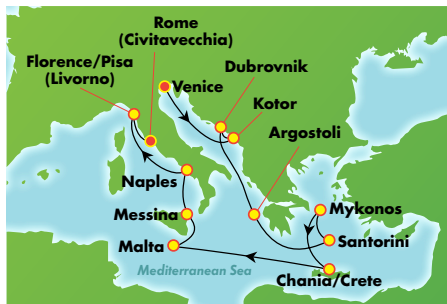 Rome
(Civitavecchia)
Florence/Pisa
(Livorno)
Venice
Dubrovnik
Kotor
Argostoli
Naples
Mykonos
Messina
Santorini
Malta
Mediterranean Sea
Chania/Crete